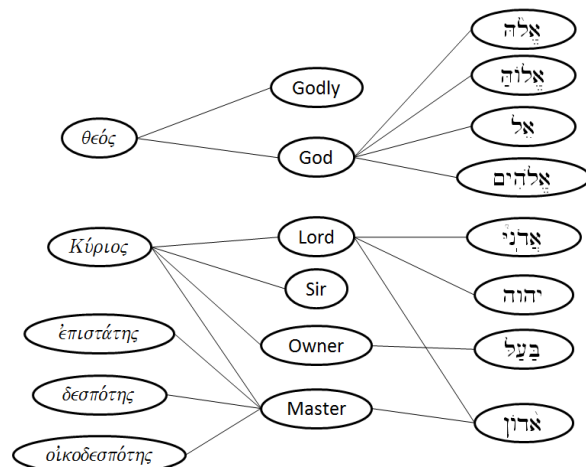 θεός
Κύριος
ἐπιστάτης
δεσπότης
οἰκοδεσπότης
Godly
God
Lord
Sir
Owner
Master
אֱלֹהּ
אֱלוֹהַּ
אֵל
אֱלֹהִים
אֲדֹנָי
יהוה
בַּעַל
אָדוֹן